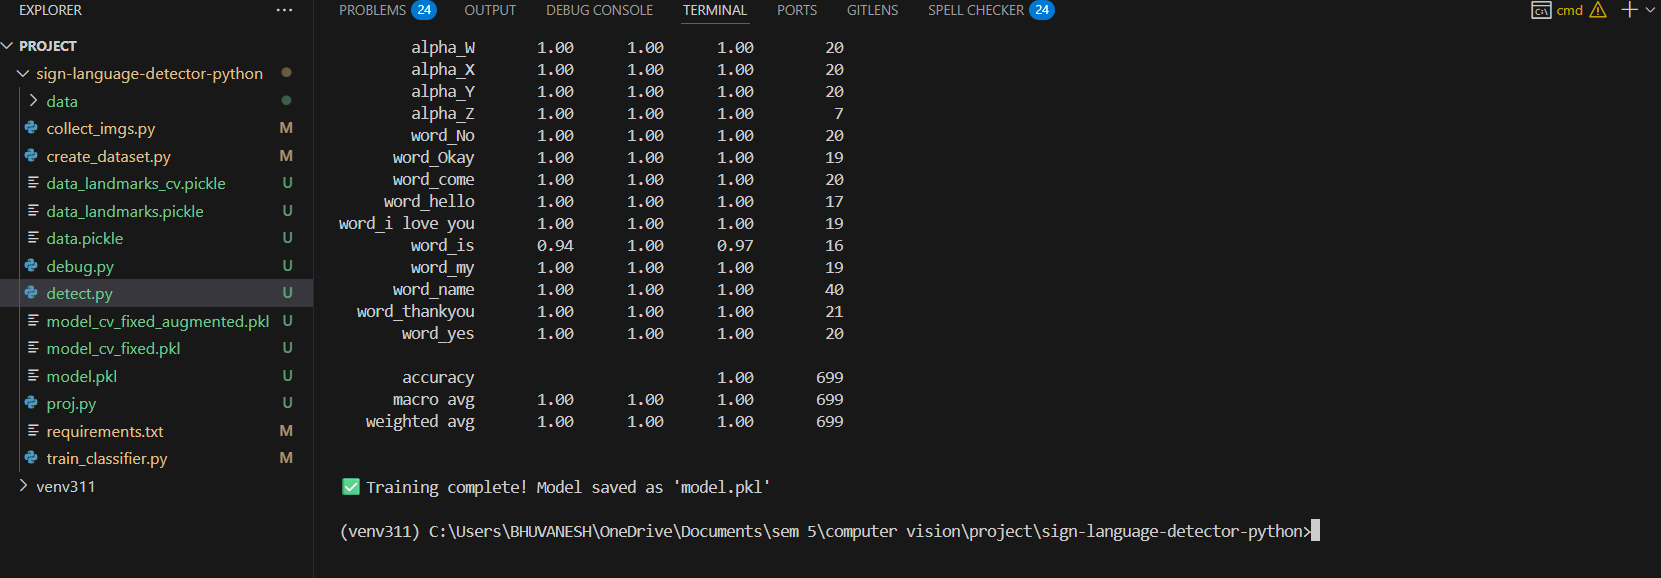 EXPLORER ···
PROJECT
sign-language-detector-python
data
collect_imgs.py M
create_dataset.py M
data_landmarks_cv.pickle U
data_landmarks.pickle U
data.pickle U
debug.py U
detect.py U
model_cv_fixed_augmented.pkl U
model_cv_fixed.pkl U
model.pkl U
proj.py U
requirements.txt M
train_classifier.py M
venv311
PROBLEMS 24 OUTPUT DEBUG CONSOLE TERMINAL PORTS GITLENS SPELL CHECKER 24 cmd
alpha_W 1.00 1.00 1.00 20
alpha_X 1.00 1.00 1.00 20
alpha_Y 1.00 1.00 1.00 20
alpha_Z 1.00 1.00 1.00 7
word_No 1.00 1.00 1.00 20
word_Okay 1.00 1.00 1.00 19
word_come 1.00 1.00 1.00 20
word_hello 1.00 1.00 1.00 17
word_i love you 1.00 1.00 1.00 19
word_is 0.94 1.00 0.97 16
word_my 1.00 1.00 1.00 19
word_name 1.00 1.00 1.00 40
word_thankyou 1.00 1.00 1.00 21
word_yes 1.00 1.00 1.00 20
accuracy 1.00 699
macro avg 1.00 1.00 1.00 699
weighted avg 1.00 1.00 1.00 699
✅ Training complete! Model saved as 'model.pkl'
(venv311) C:\Users\BHUVANESH\OneDrive\Documents\sem 5\computer vision\project\sign-language-detector-python>